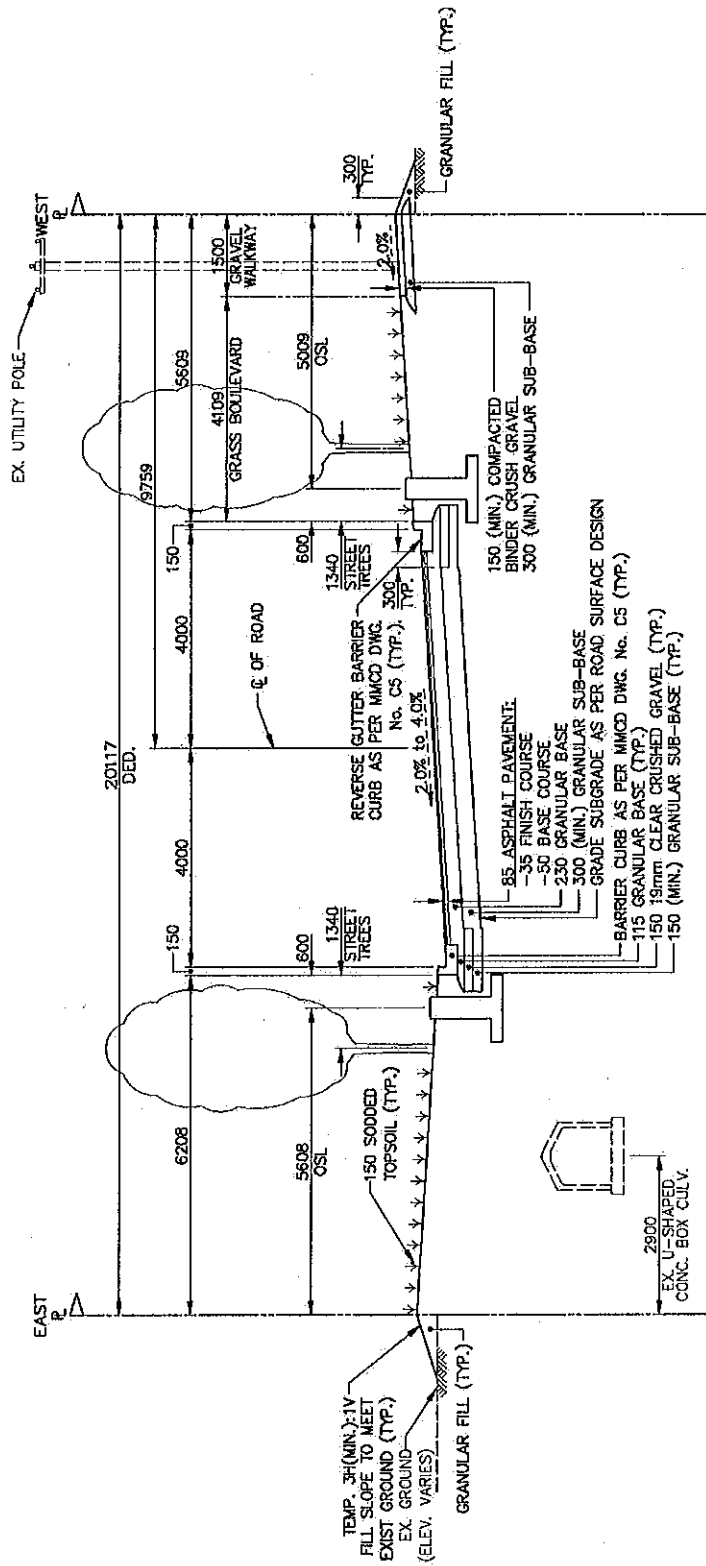 EAST
PL
EX. UTILITY POLE
WEST
PL
20117
DED.
9759
6208
150
4000
4000
150
5609
4109
GRASS BOULEVARD
1500
GRAVEL
WALKWAY
300
TYP.
℄ OF ROAD
5608
OSL
600
1340
STREET
TREES
600
1340
STREET
TREES
5009
OSL
300
TYP.
2.0%
GRANULAR FILL (TYP.)
REVERSE GUTTER BARRIER
CURB AS PER MMCD DWG.
No. C5 (TYP.)
2.0% to 4.0%
150 (MIN.) COMPACTED
BINDER CRUSH GRAVEL
300 (MIN.) GRANULAR SUB-BASE
TEMP. 3H(MIN.):1V
FILL SLOPE TO MEET
EXIST GROUND (TYP.)
EX. GROUND
(ELEV. VARIES)
GRANULAR FILL (TYP.)
150 SODDED
TOPSOIL (TYP.)
2900
EX. U-SHAPED
CONC. BOX CULV.
85 ASPHALT PAVEMENT:
-35 FINISH COURSE
-50 BASE COURSE
230 GRANULAR BASE
300 (MIN.) GRANULAR SUB-BASE
GRADE SUBGRADE AS PER ROAD SURFACE DESIGN
BARRIER CURB AS PER MMCD DWG. No. C5 (TYP.)
115 GRANULAR BASE (TYP.)
150 19mm CLEAR CRUSHED GRAVEL (TYP.)
150 (MIN.) GRANULAR SUB-BASE (TYP.)